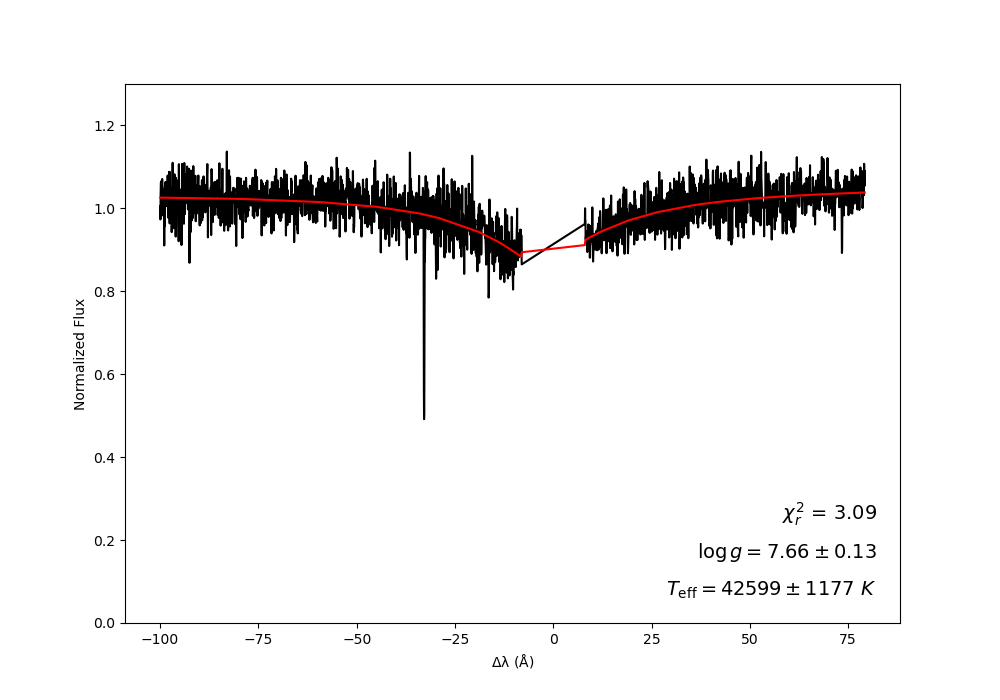 1.2
1.0
0.8
0.6
0.4
0.2
0.0
Normalized Flux
χ²ᵣ = 3.09
log g = 7.66 ± 0.13
T_eff = 42599 ± 1177 K
−100 −75 −50 −25 0 25 50 75
Δλ (Å)